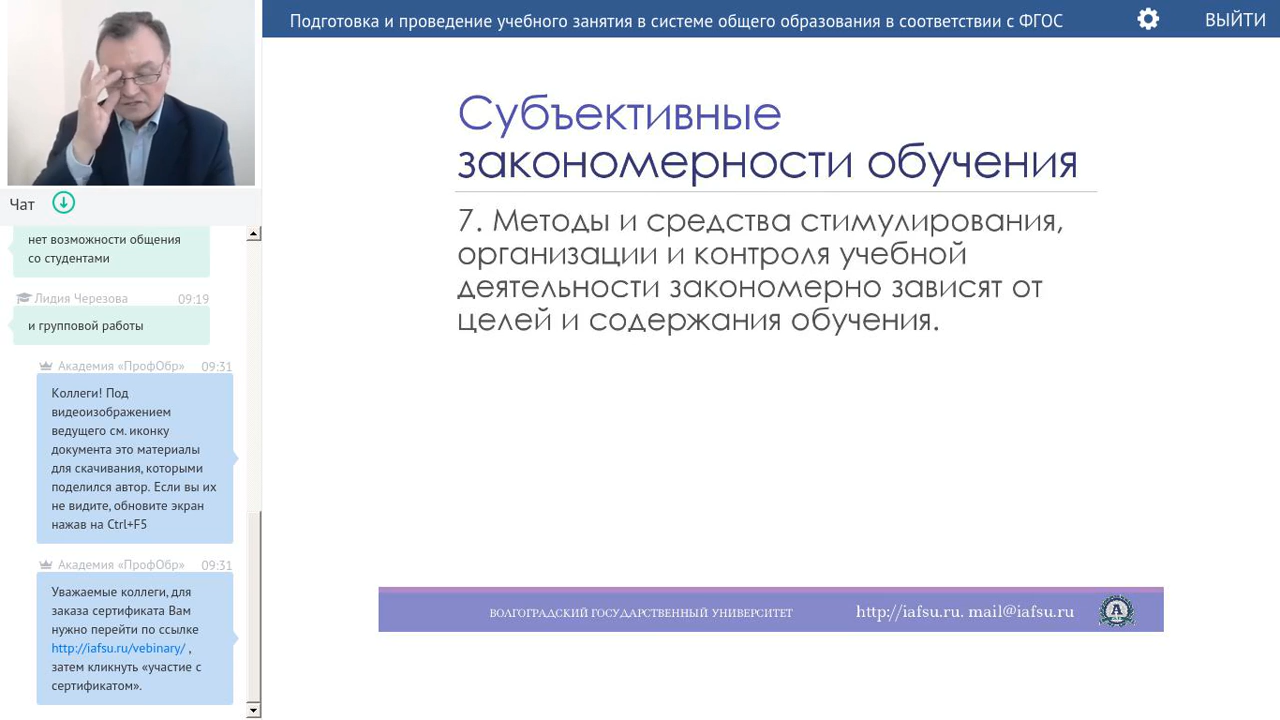 Подготовка и проведение учебного занятия в системе общего образования в соответствии с ФГОС
ВЫЙТИ
Чат
нет возможности общения
со студентами
Лидия Черезова 09:19
и групповой работы
Академия «ПрофОбр» 09:31
Коллеги! Под
видеоизображением
ведущего см. иконку
документа это материалы
для скачивания, которыми
поделился автор. Если вы их
не видите, обновите экран
нажав на Ctrl+F5
Академия «ПрофОбр» 09:31
Уважаемые коллеги, для
заказа сертификата Вам
нужно перейти по ссылке
http://iafsu.ru/vebinary/ ,
затем кликнуть «участие с
сертификатом».
Субъективные
закономерности обучения
7. Методы и средства стимулирования,
организации и контроля учебной
деятельности закономерно зависят от
целей и содержания обучения.
ВОЛГОГРАДСКИЙ ГОСУДАРСТВЕННЫЙ УНИВЕРСИТЕТ
http://iafsu.ru. mail@iafsu.ru